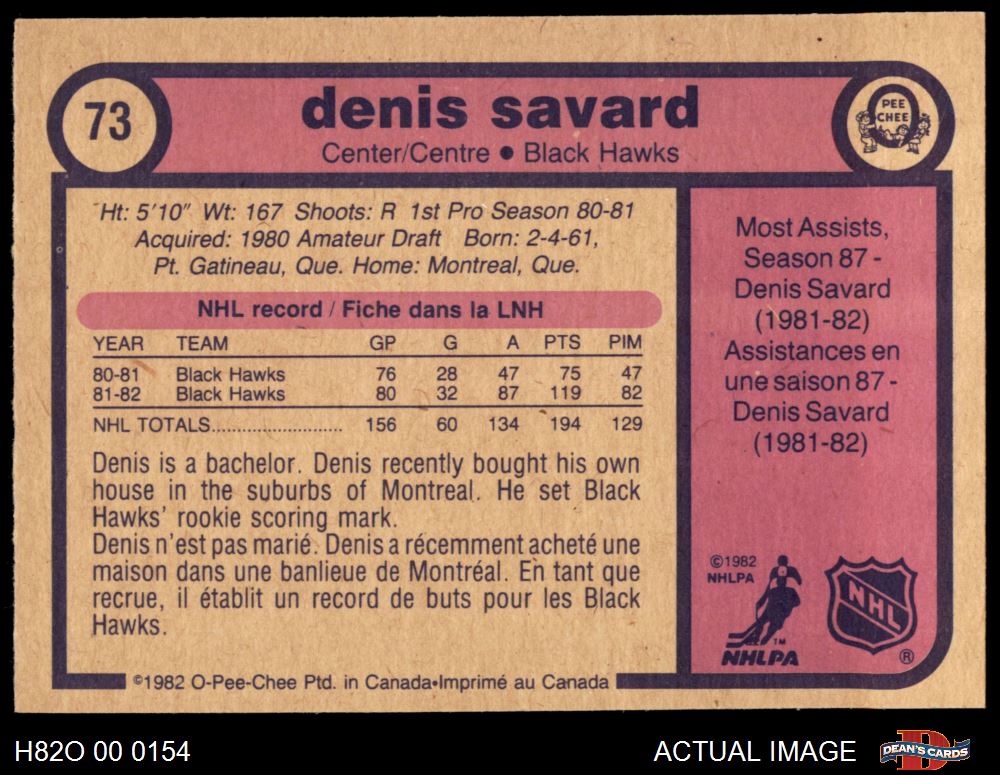 73
denis savard
Center/Centre • Black Hawks
PEE
CHEE
Ht: 5'10" Wt: 167 Shoots: R 1st Pro Season 80-81
Acquired: 1980 Amateur Draft Born: 2-4-61,
Pt. Gatineau, Que. Home: Montreal, Que.
NHL record / Fiche dans la LNH
YEAR TEAM GP G A PTS PIM
80-81 Black Hawks 76 28 47 75 47
81-82 Black Hawks 80 32 87 119 82
NHL TOTALS......................... 156 60 134 194 129
Denis is a bachelor. Denis recently bought his own
house in the suburbs of Montreal. He set Black
Hawks' rookie scoring mark.
Denis n'est pas marié. Denis a récemment acheté une
maison dans une banlieue de Montréal. En tant que
recrue, il établit un record de buts pour les Black
Hawks.
Most Assists,
Season 87 -
Denis Savard
(1981-82)
Assistances en
une saison 87 -
Denis Savard
(1981-82)
©1982
NHLPA
TM
NHLPA
NHL
®
©1982 O-Pee-Chee Ptd. in Canada•Imprimé au Canada
H82O 00 0154
ACTUAL IMAGE
D
DEAN'S CARDS